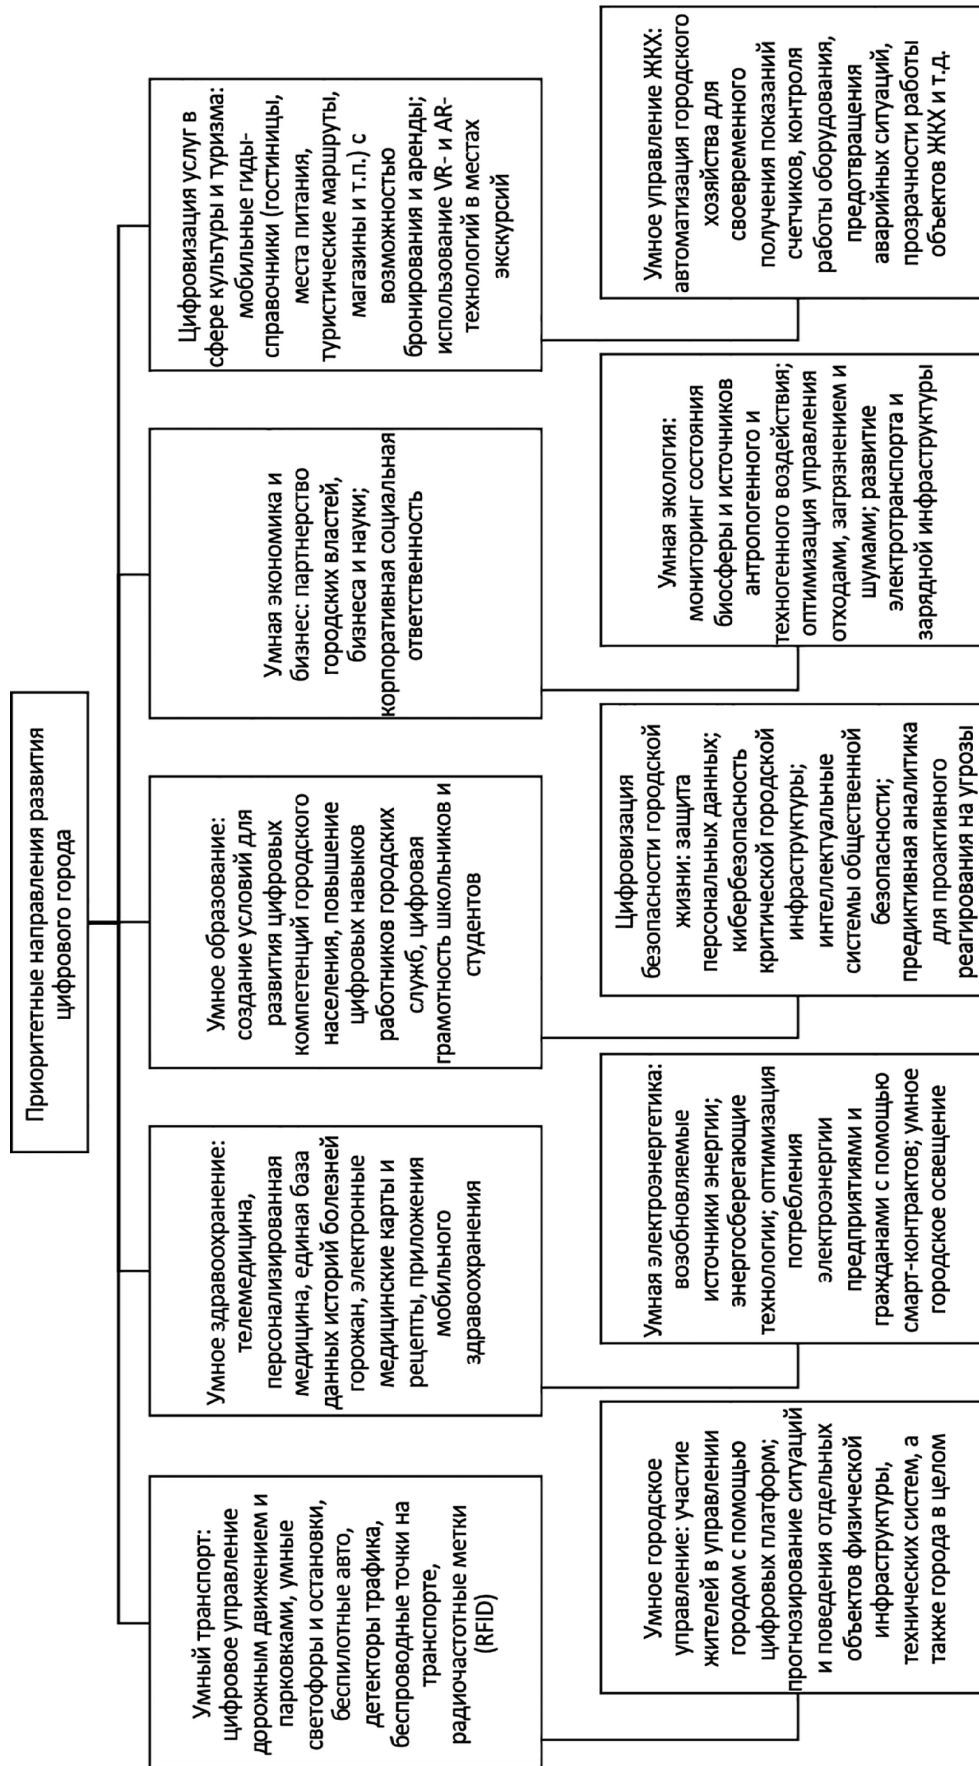 Приоритетные направления развития
цифрового города
Умный транспорт:
цифровое управление
дорожным движением и
парковками, умные
светофоры и остановки,
беспилотные авто,
детекторы трафика,
беспроводные точки на
транспорте,
радиочастотные метки
(RFID)
Умное здравоохранение:
телемедицина,
персонализированная
медицина, единая база
данных историй болезней
горожан, электронные
медицинские карты и
рецепты, приложения
мобильного
здравоохранения
Умное образование:
создание условий для
развития цифровых
компетенций городского
населения, повышение
цифровых навыков
работников городских
служб, цифровая
грамотность школьников и
студентов
Умная экономика и
бизнес: партнерство
городских властей,
бизнеса и науки;
корпоративная социальная
ответственность
Цифровизация услуг в
сфере культуры и туризма:
мобильные гиды-
справочники (гостиницы,
места питания,
туристические маршруты,
магазины и т.п.) с
возможностью
бронирования и аренды;
использование VR- и AR-
технологий в местах
экскурсий
Умное городское
управление: участие
жителей в управлении
городом с помощью
цифровых платформ;
прогнозирование ситуаций
и поведения отдельных
объектов физической
инфраструктуры,
технических систем, а
также города в целом
Умная электроэнергетика:
возобновляемые
источники энергии;
энергосберегающие
технологии; оптимизация
потребления
электроэнергии
предприятиями и
гражданами с помощью
смарт-контрактов; умное
городское освещение
Цифровизация
безопасности городской
жизни: защита
персональных данных;
кибербезопасность
критической городской
инфраструктуры;
интеллектуальные
системы общественной
безопасности;
предиктивная аналитика
для проактивного
реагирования на угрозы
Умная экология:
мониторинг состояния
биосферы и источников
антропогенного и
техногенного воздействия;
оптимизация управления
отходами, загрязнением и
шумами; развитие
электротранспорта и
зарядной инфраструктуры
Умное управление ЖКХ:
автоматизация городского
хозяйства для
своевременного
получения показаний
счетчиков, контроля
работы оборудования,
предотвращения
аварийных ситуаций,
прозрачности работы
объектов ЖКХ и т.д.